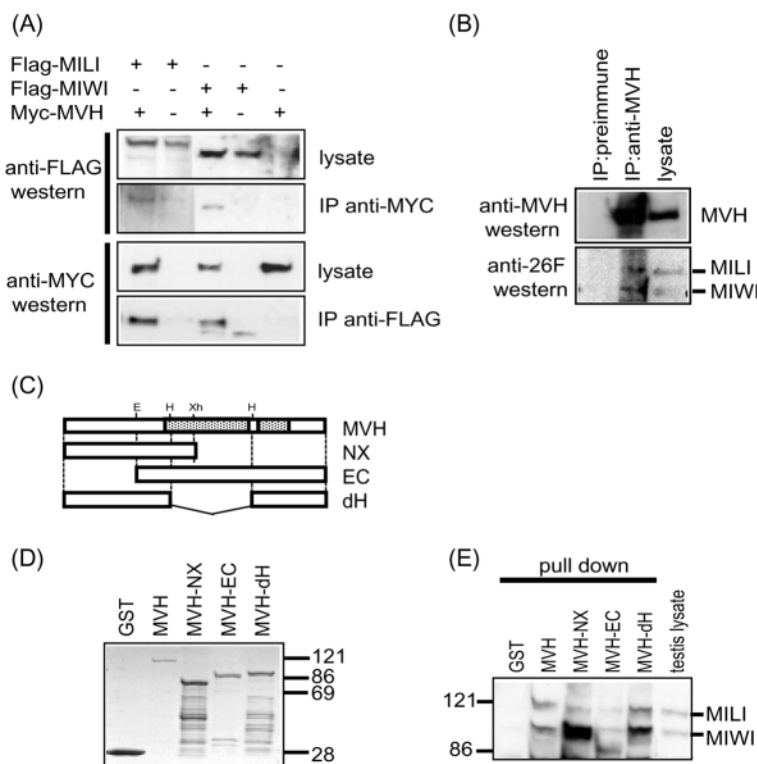 (A)
Flag-MILI + + - - -
Flag-MIWI - - + + -
Myc-MVH + - + - +
anti-FLAG western
lysate
IP anti-MYC
anti-MYC western
lysate
IP anti-FLAG
(B)
IP:preimmune
IP:anti-MVH
lysate
anti-MVH western
MVH
anti-26F western
MILI
MIWI
(C)
E H Xh H
MVH
NX
EC
dH
(D)
GST
MVH
MVH-NX
MVH-EC
MVH-dH
121
86
69
28
(E)
pull down
GST
MVH
MVH-NX
MVH-EC
MVH-dH
testis lysate
121
86
MILI
MIWI